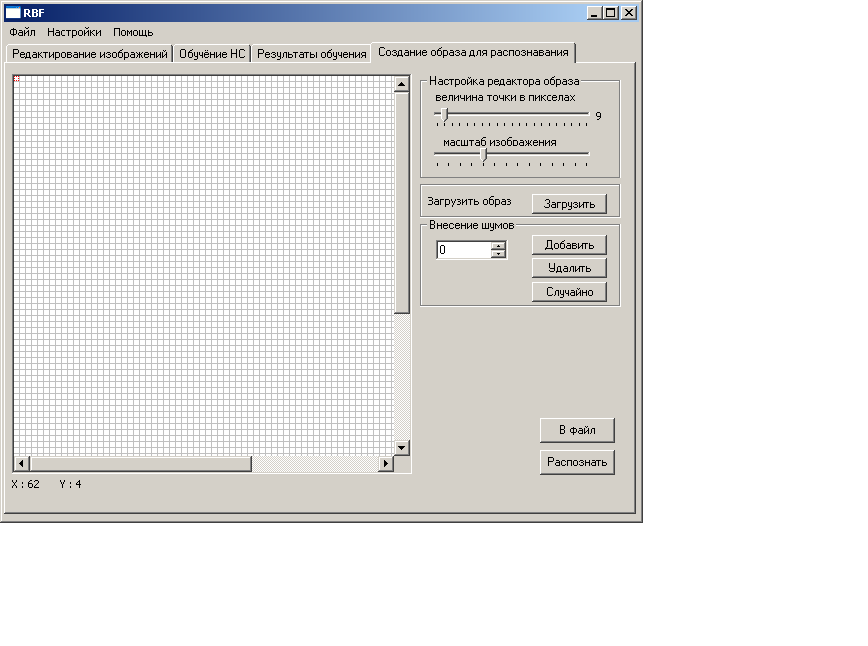 RBF
Файл Настройки Помощь
Редактирование изображений Обучёние НС Результаты обучения Создание образа для распознавания
Настройка редактора образа
величина точки в пикселах
9
масштаб изображения
Загрузить образ Загрузить
Внесение шумов
0 Добавить
Удалить
Случайно
В файл
Распознать
X : 62 Y : 4